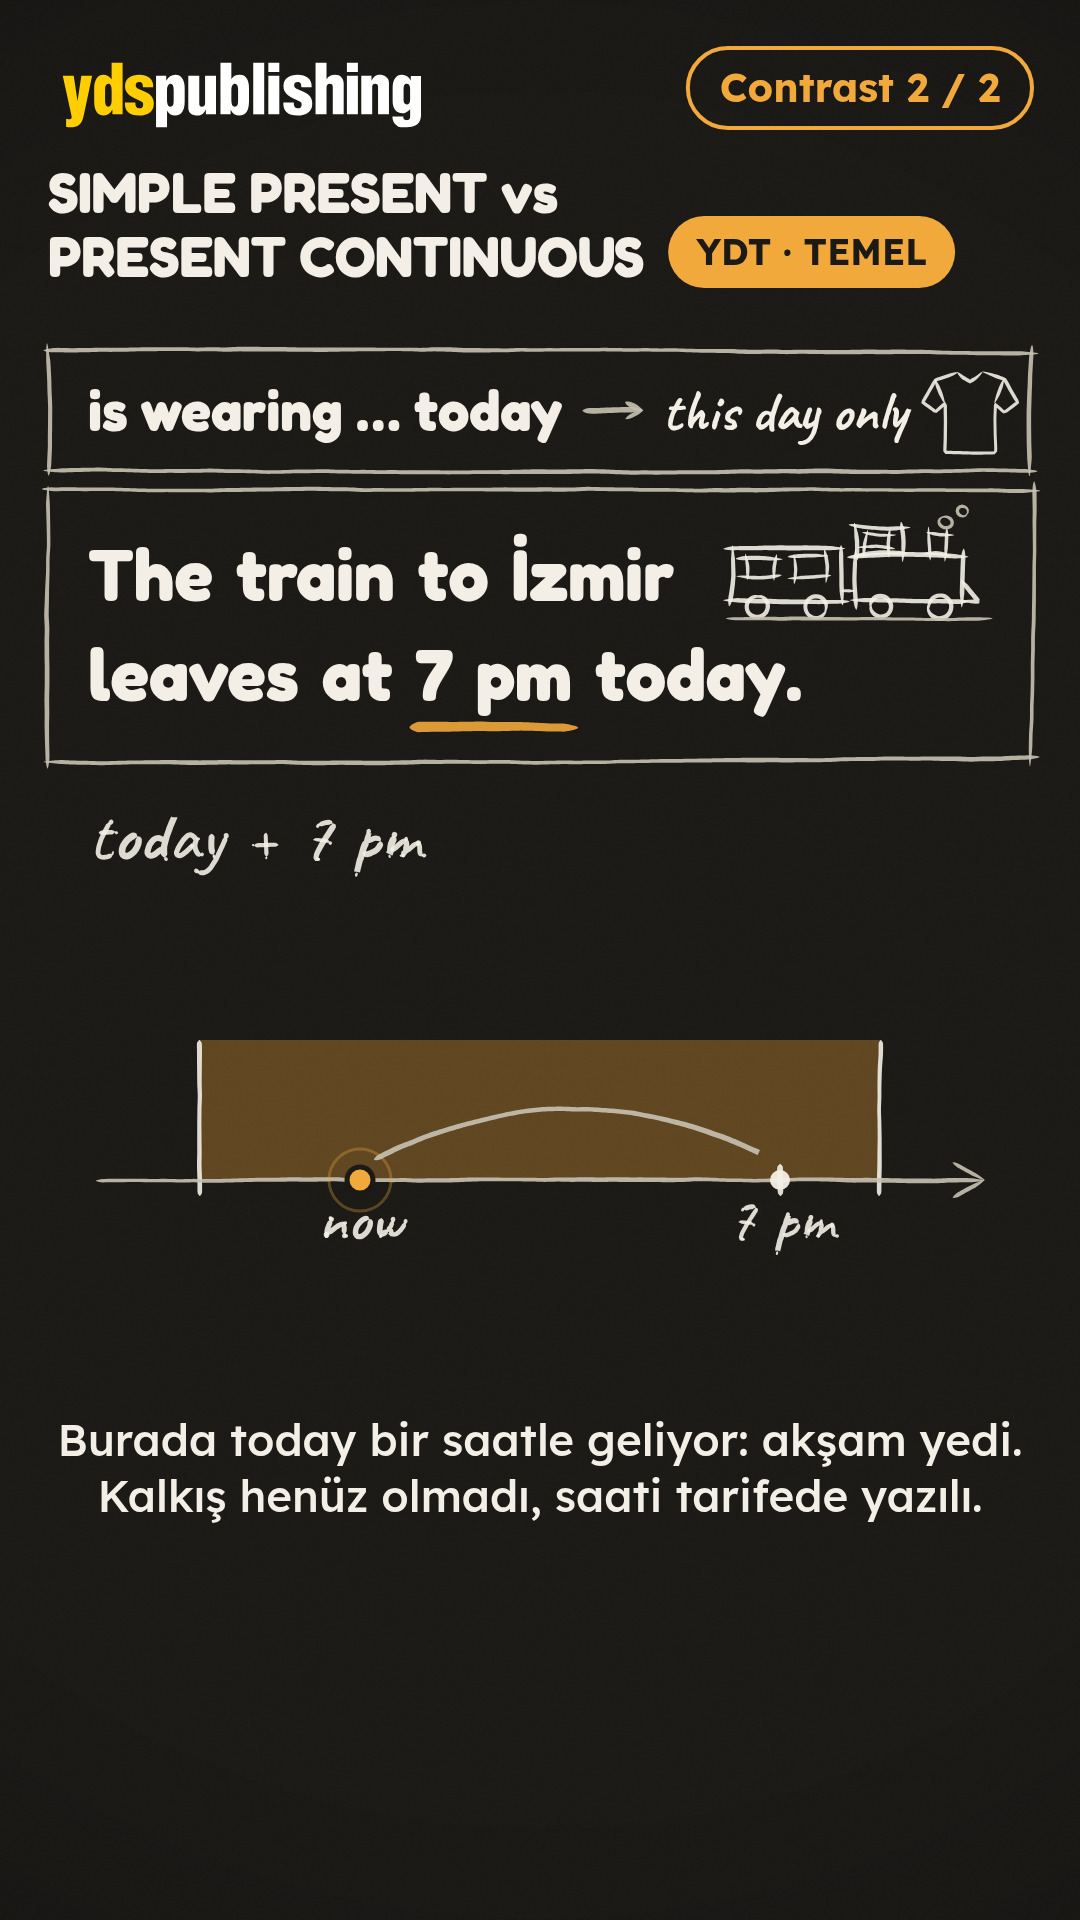 ydspublishing
Contrast 2 / 2
SIMPLE PRESENT vs
PRESENT CONTINUOUS
YDT · TEMEL
is wearing ... today → this day only
The train to İzmir
leaves at 7 pm today.
today + 7 pm
now
7 pm
Burada today bir saatle geliyor: akşam yedi.
Kalkış henüz olmadı, saati tarifede yazılı.